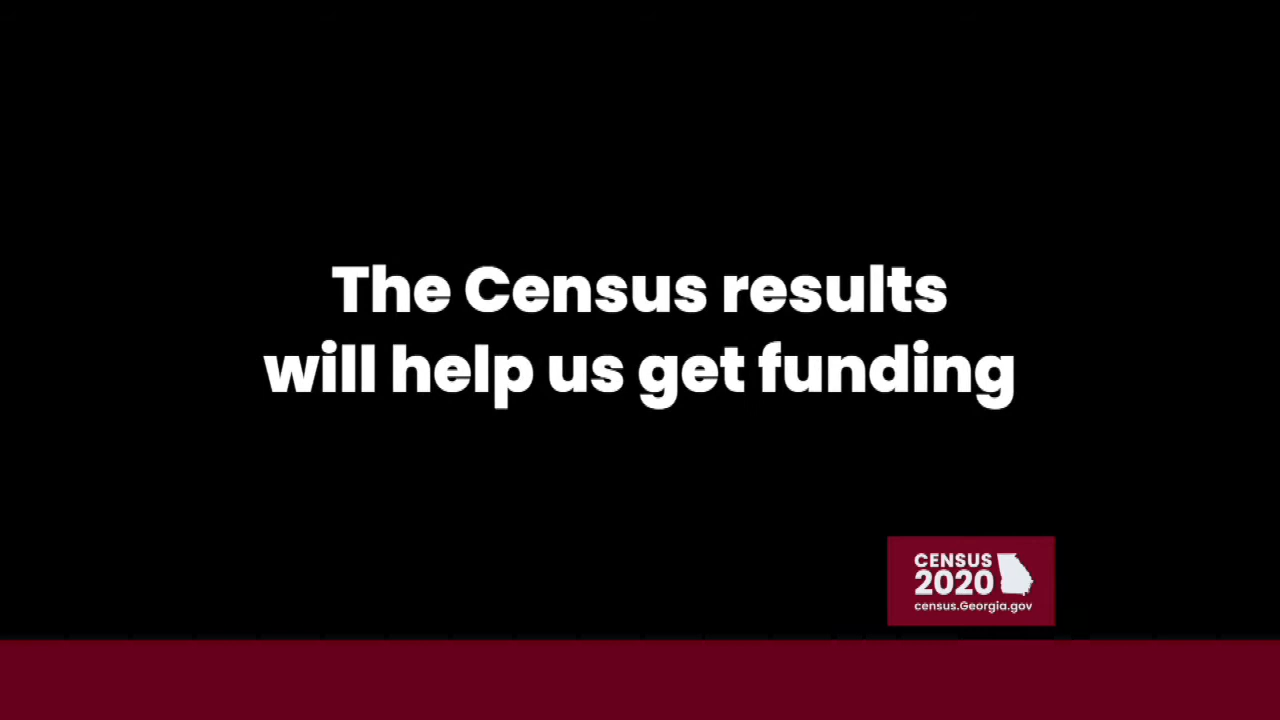 The Census results
will help us get funding
CENSUS
2020
census.Georgia.gov